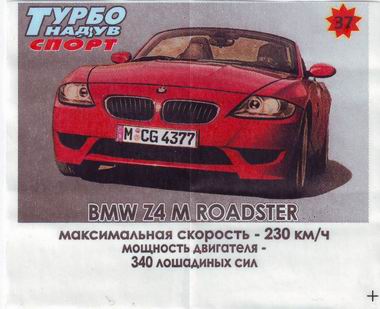 ТУРБО
НАДУВ
СПОРТ
37
M CG 4377
BMW Z4 M ROADSTER
максимальная скорость - 230 км/ч
мощность двигателя -
340 лошадиных сил